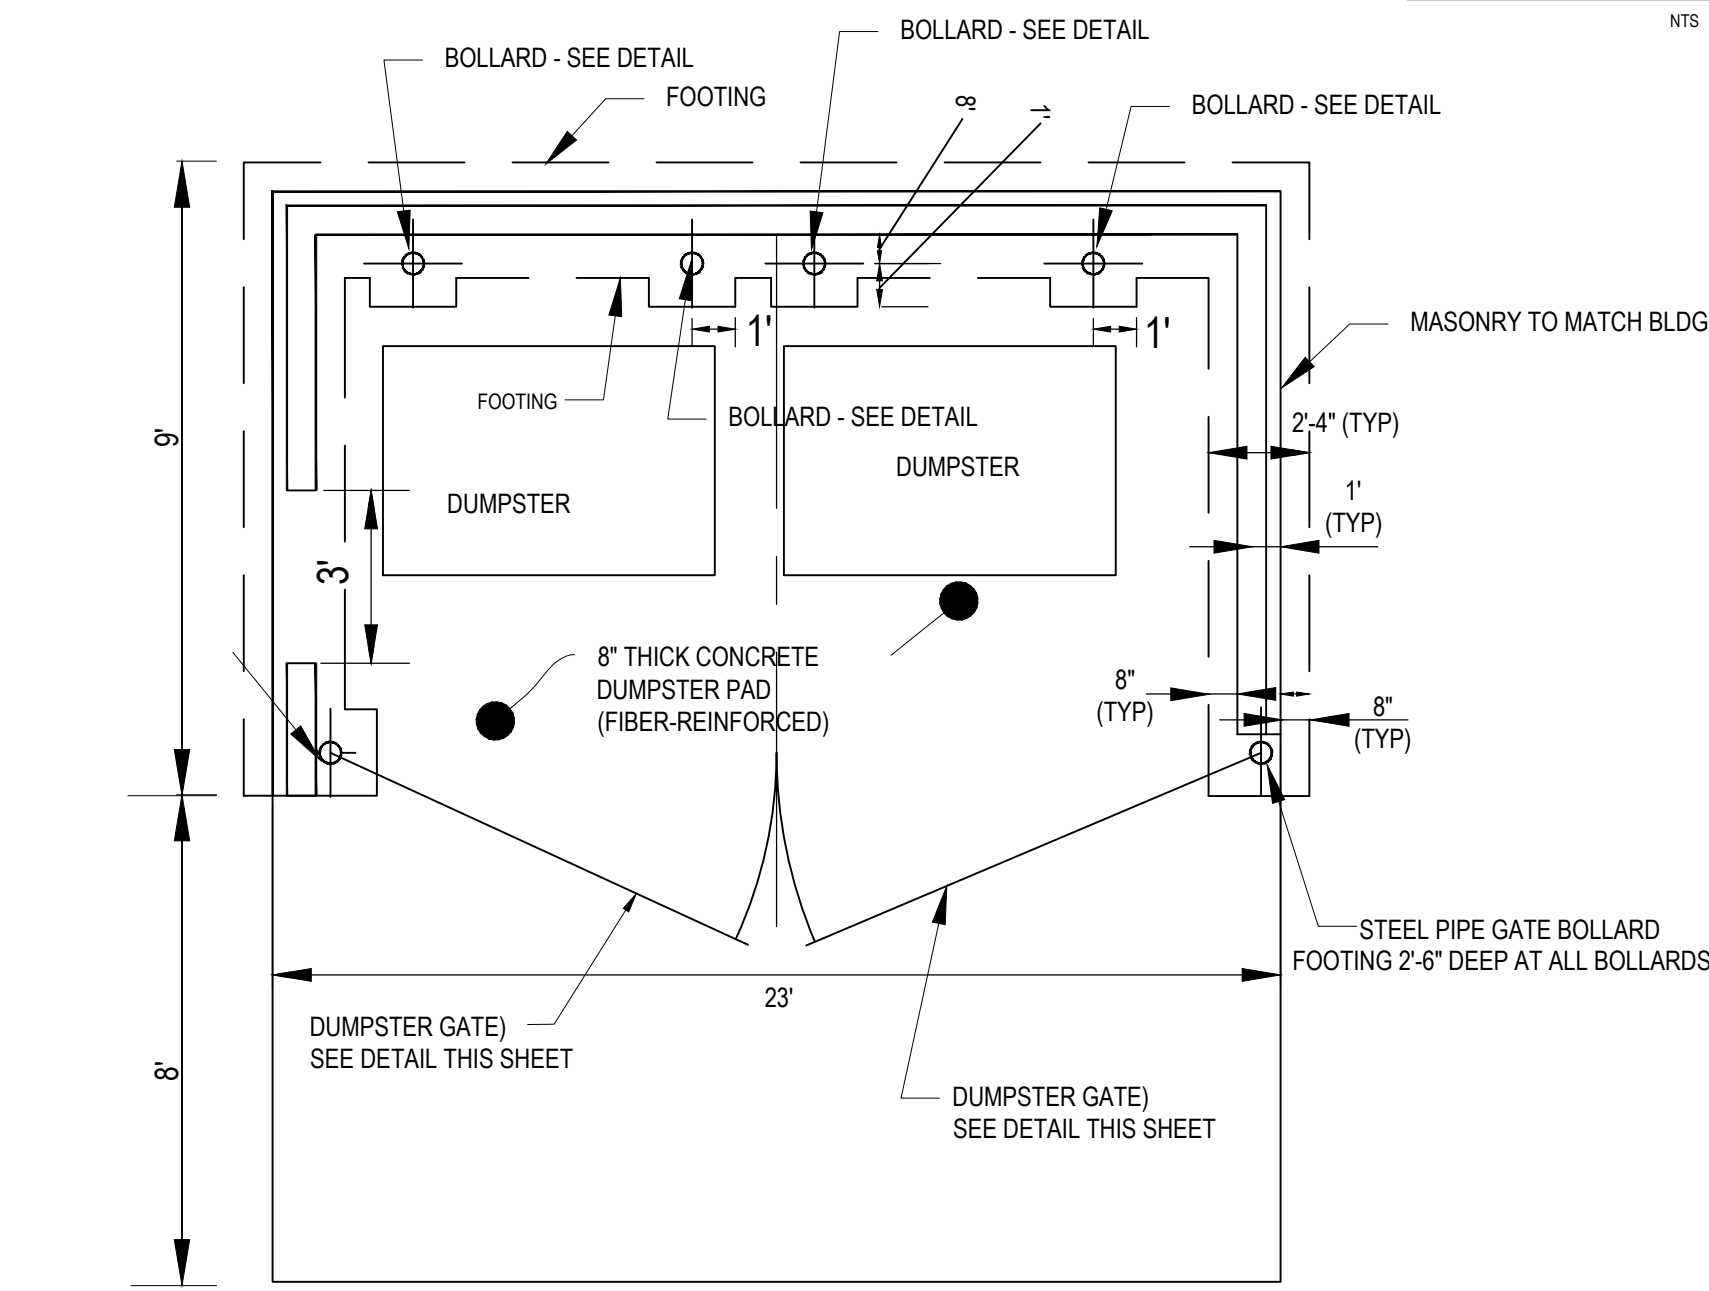 NTS
BOLLARD - SEE DETAIL
BOLLARD - SEE DETAIL
FOOTING
8'
1'
BOLLARD - SEE DETAIL
1'
1'
MASONRY TO MATCH BLDG
FOOTING
BOLLARD - SEE DETAIL
2'-4" (TYP)
9'
DUMPSTER
DUMPSTER
1'
(TYP)
3'
8" THICK CONCRETE
DUMPSTER PAD
(FIBER-REINFORCED)
8"
(TYP)
8"
(TYP)
STEEL PIPE GATE BOLLARD
FOOTING 2'-6" DEEP AT ALL BOLLARDS
23'
DUMPSTER GATE)
SEE DETAIL THIS SHEET
8'
DUMPSTER GATE)
SEE DETAIL THIS SHEET